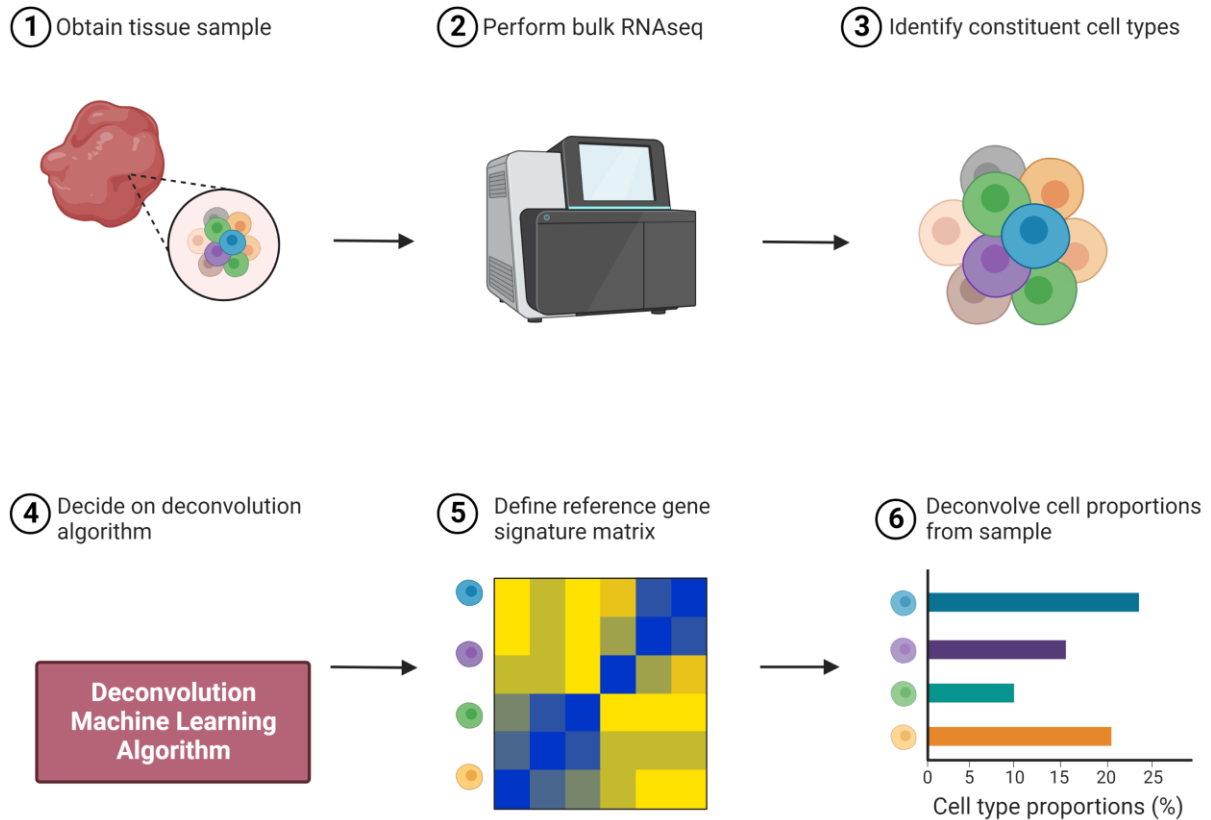 1 Obtain tissue sample
2 Perform bulk RNAseq
3 Identify constituent cell types
4 Decide on deconvolution
algorithm
Deconvolution
Machine Learning
Algorithm
5 Define reference gene
signature matrix
6 Deconvolve cell proportions
from sample
0 5 10 15 20 25
Cell type proportions (%)